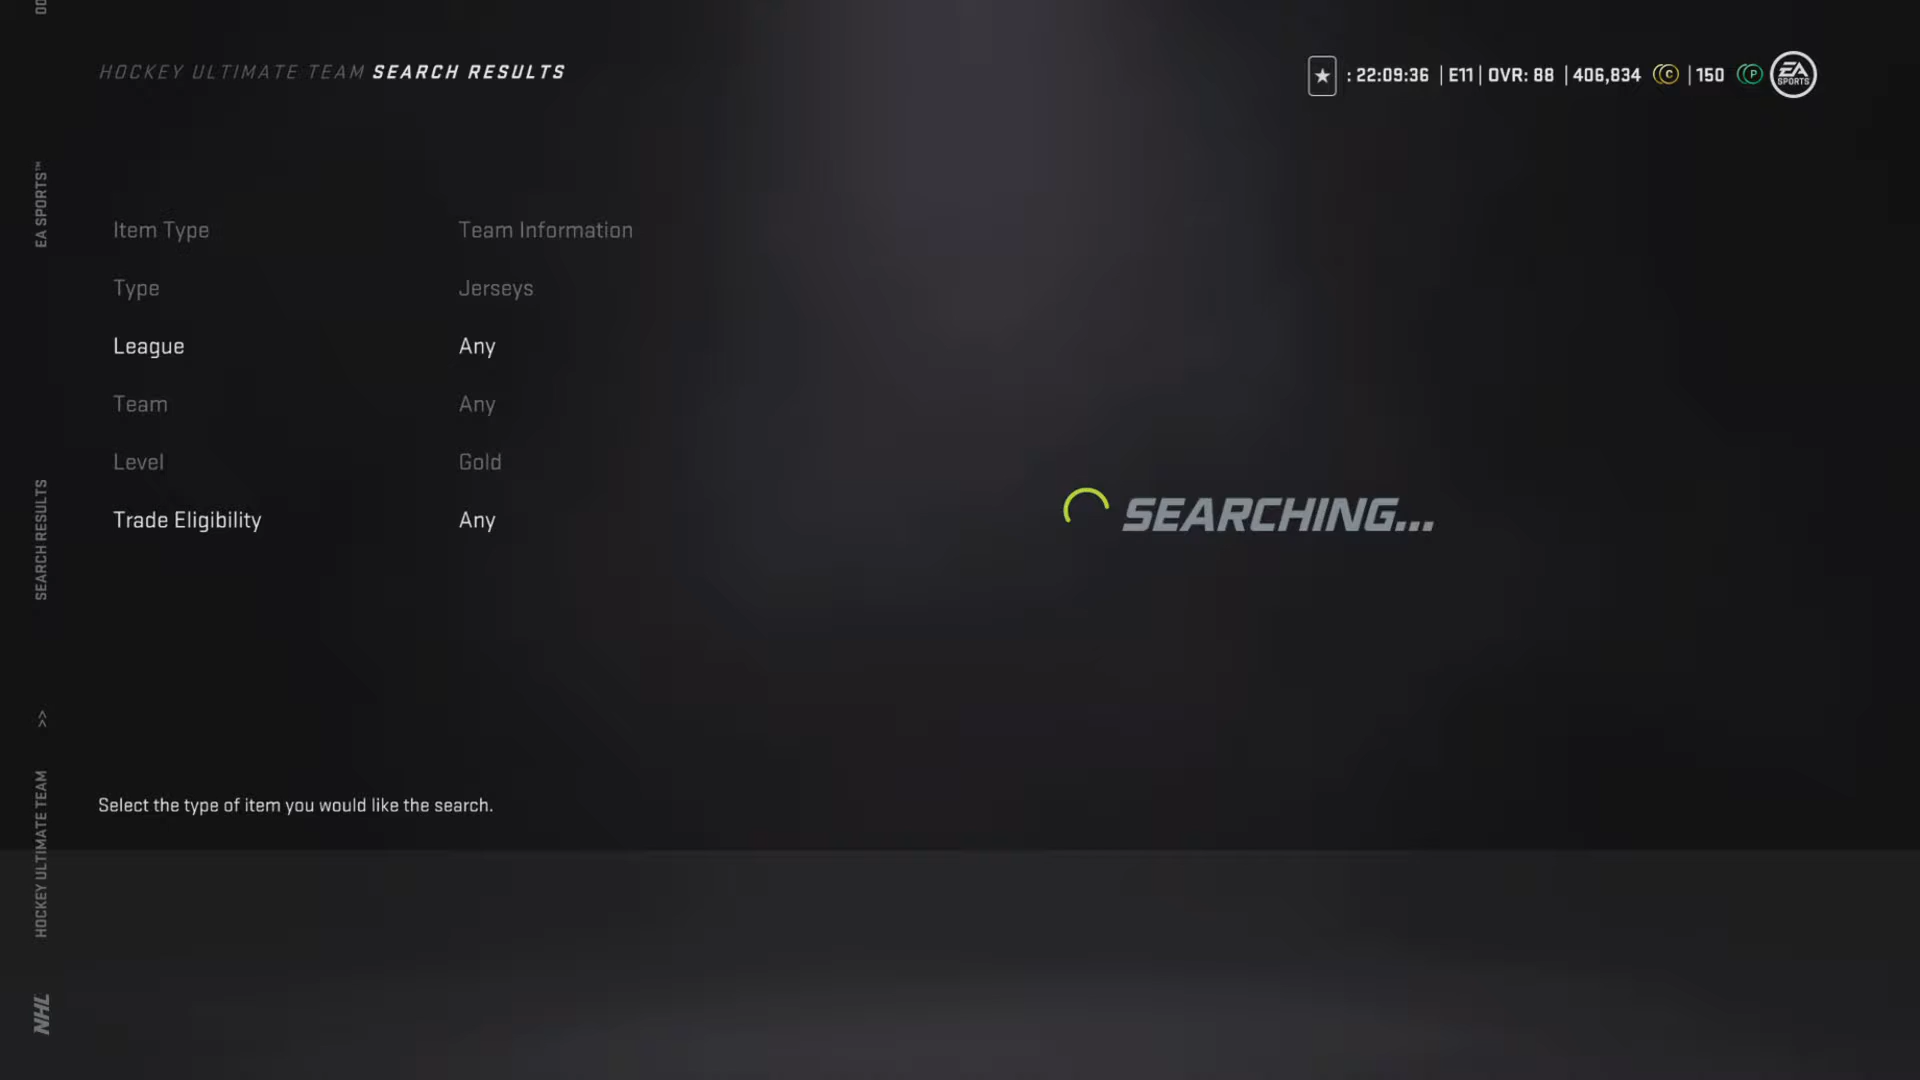 HOCKEY ULTIMATE TEAM SEARCH RESULTS
: 22:09:36 | E11 | OVR: 88 | 406,834 C | 150 P EA SPORTS
Item Type Team Information
Type Jerseys
League Any
Team Any
Level Gold
Trade Eligibility Any
SEARCHING...
Select the type of item you would like the search.
NHL HOCKEY ULTIMATE TEAM >> SEARCH RESULTS EA SPORTS™